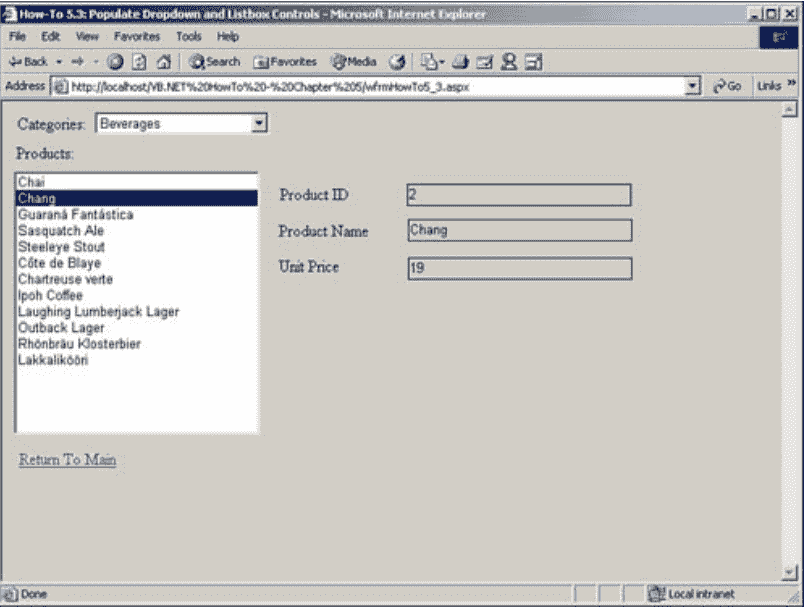 How-To 5.3: Populate Dropdown and Listbox Controls - Microsoft Internet Explorer
File Edit View Favorites Tools Help
Back Search Favorites Media
Address http://localhost/VB.NET%20HowTo%20-%20Chapter%205/wfrmHowTo5_3.aspx Go Links »
Categories: Beverages
Products:
Chai
Chang
Guaraná Fantástica
Sasquatch Ale
Steeleye Stout
Côte de Blaye
Chartreuse verte
Ipoh Coffee
Laughing Lumberjack Lager
Outback Lager
Rhönbräu Klosterbier
Lakkalikööri
Product ID 2
Product Name Chang
Unit Price 19
Return To Main
Done Local intranet